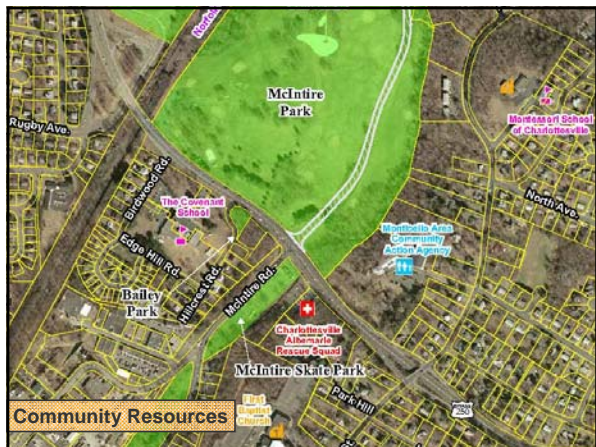 Norfo
McIntire
Park
Rugby Ave.
Birdwood Rd.
The Covenant
School
Montessori School
of Charlottesville
North Ave.
Edge Hill Rd.
Hillcrest Rd.
McIntire Rd.
Monticello Area
Community
Action Agency
Bailey
Park
Charlottesville
Albemarle
Rescue Squad
McIntire Skate Park
Park Hill
BYPASS
250
First
Baptist
Church
Community Resources